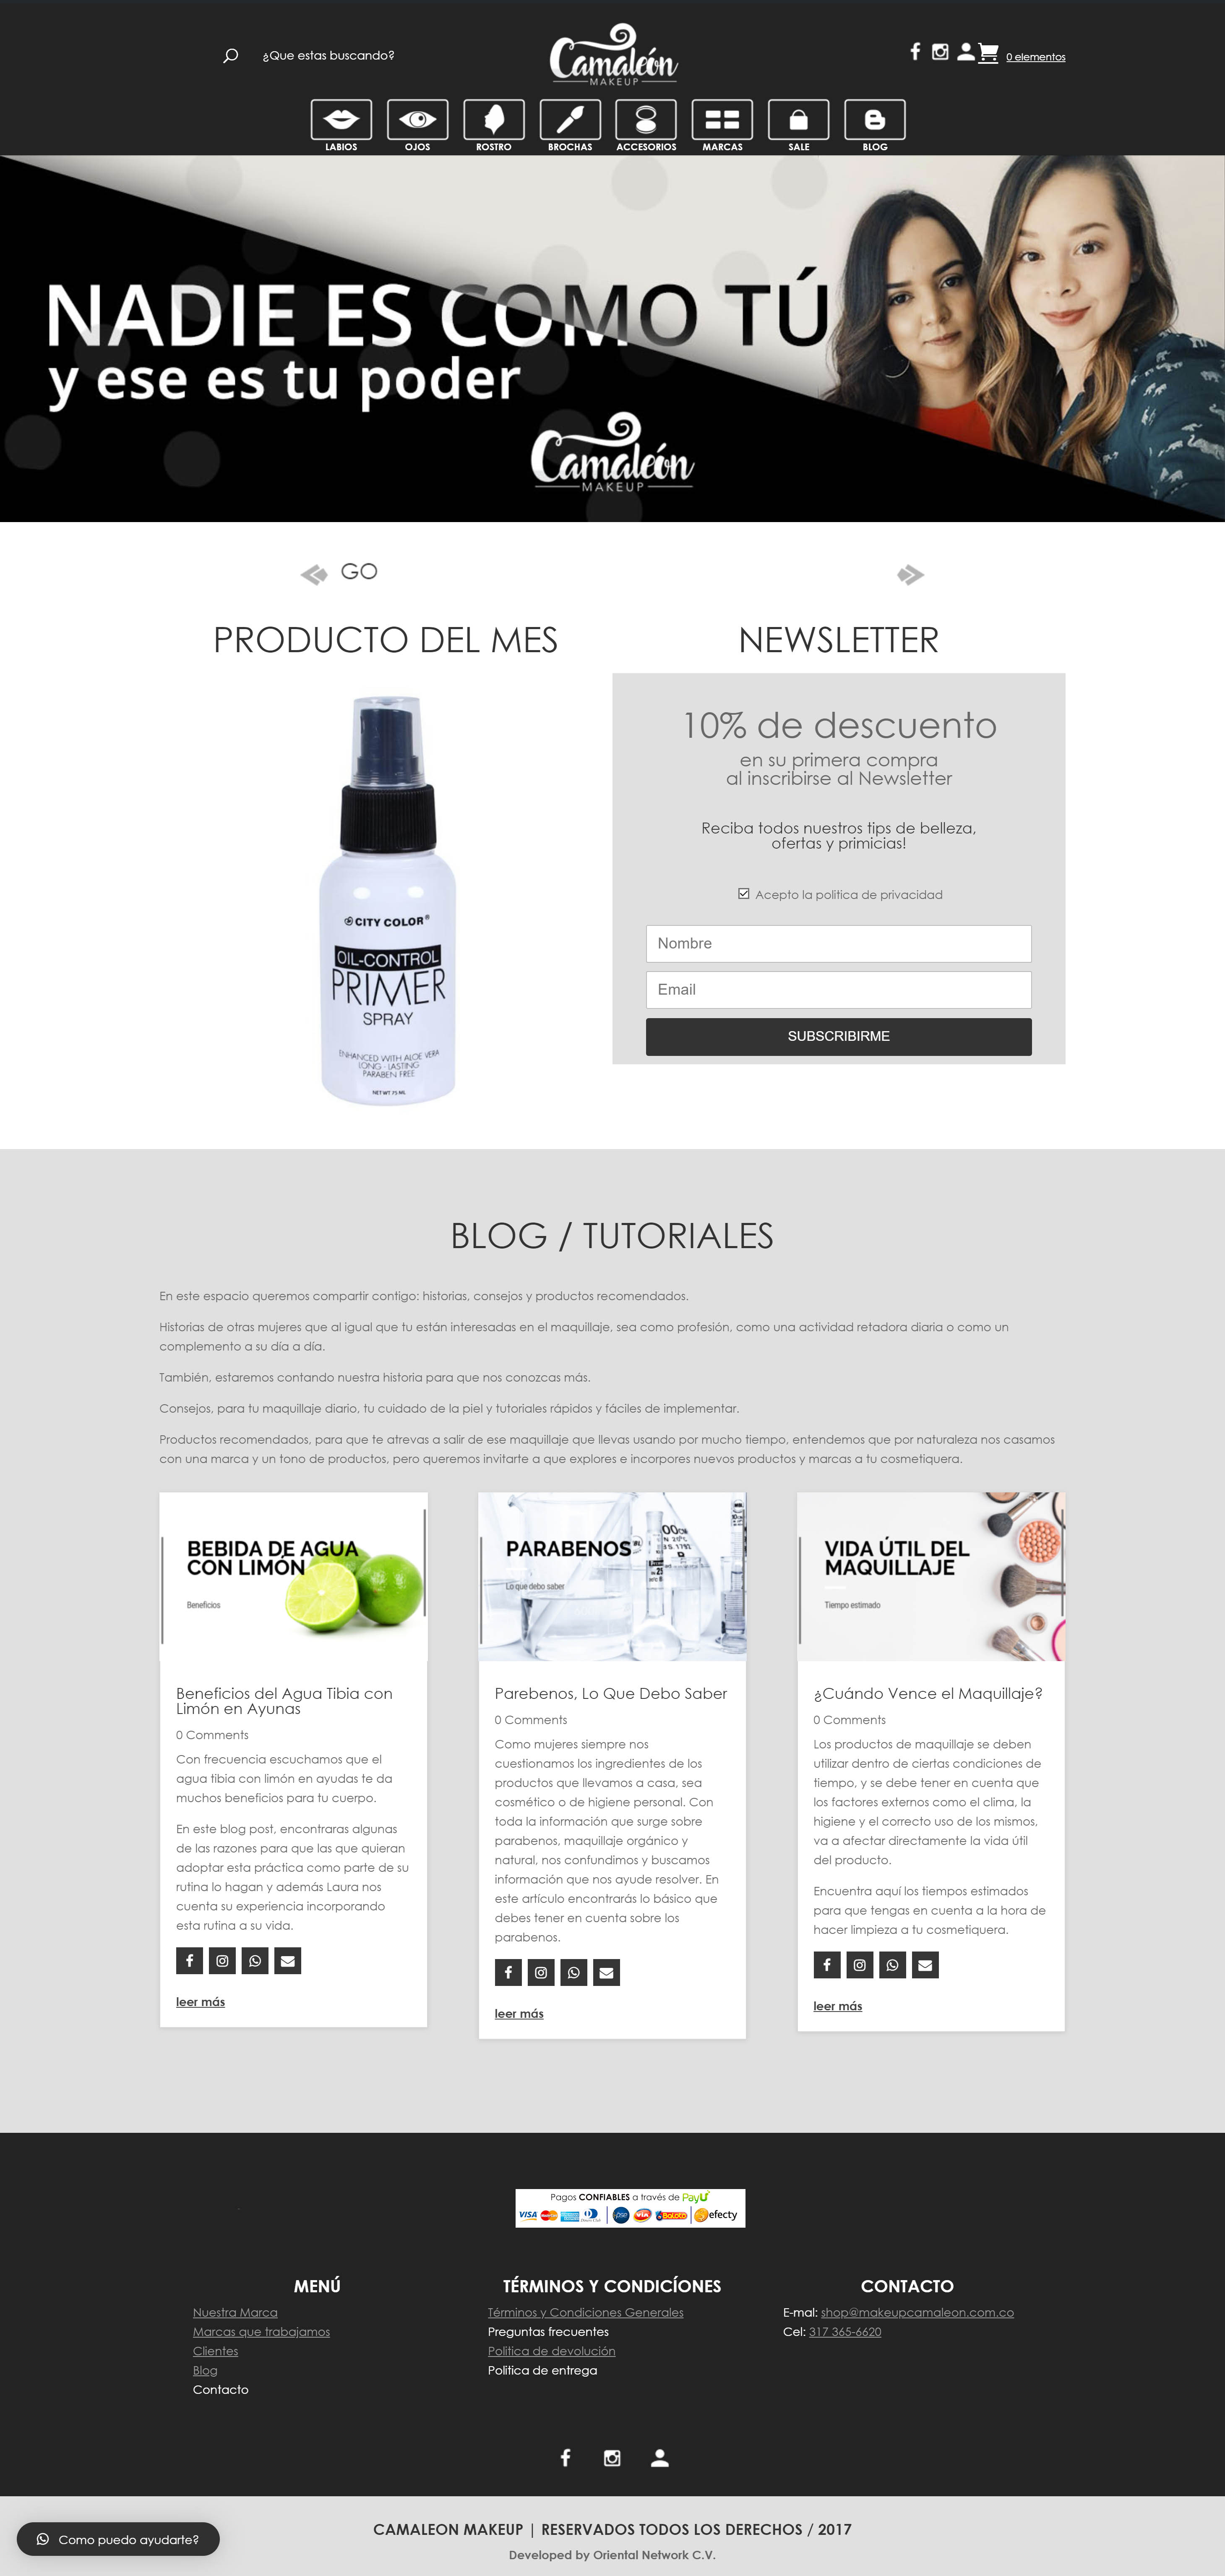 ¿Que estas buscando?
Camaleón
MAKEUP
0 elementos
LABIOS
OJOS
ROSTRO
BROCHAS
ACCESORIOS
MARCAS
SALE
BLOG
NADIE ES COMO TÚ
y ese es tu poder
Camaleón
MAKEUP
GO
PRODUCTO DEL MES
CITY COLOR®
OIL-CONTROL
PRIMER
SPRAY
ENHANCED WITH ALOE VERA
LONG - LASTING
PARABEN FREE
NET WT 75 ML
NEWSLETTER
10% de descuento
en su primera compra
al inscribirse al Newsletter
Reciba todos nuestros tips de belleza,
ofertas y primicias!
Acepto la politica de privacidad
Nombre
Email
SUBSCRIBIRME
BLOG / TUTORIALES
En este espacio queremos compartir contigo: historias, consejos y productos recomendados.
Historias de otras mujeres que al igual que tu están interesadas en el maquillaje, sea como profesión, como una actividad retadora diaria o como un
complemento a su día a día.
También, estaremos contando nuestra historia para que nos conozcas más.
Consejos, para tu maquillaje diario, tu cuidado de la piel y tutoriales rápidos y fáciles de implementar.
Productos recomendados, para que te atrevas a salir de ese maquillaje que llevas usando por mucho tiempo, entendemos que por naturaleza nos casamos
con una marca y un tono de productos, pero queremos invitarte a que explores e incorpores nuevos productos y marcas a tu cosmetiquera.
BEBIDA DE AGUA
CON LIMÓN
Beneficios
Beneficios del Agua Tibia con
Limón en Ayunas
0 Comments
Con frecuencia escuchamos que el
agua tibia con limón en ayudas te da
muchos beneficios para tu cuerpo.
En este blog post, encontraras algunas
de las razones para que las que quieran
adoptar esta práctica como parte de su
rutina lo hagan y además Laura nos
cuenta su experiencia incorporando
esta rutina a su vida.
leer más
PARABENOS
Lo que debo saber
Parebenos, Lo Que Debo Saber
0 Comments
Como mujeres siempre nos
cuestionamos los ingredientes de los
productos que llevamos a casa, sea
cosmético o de higiene personal. Con
toda la información que surge sobre
parabenos, maquillaje orgánico y
natural, nos confundimos y buscamos
información que nos ayude resolver. En
este artículo encontrarás lo básico que
debes tener en cuenta sobre los
parabenos.
leer más
VIDA ÚTIL DEL
MAQUILLAJE
Tiempo estimado
¿Cuándo Vence el Maquillaje?
0 Comments
Los productos de maquillaje se deben
utilizar dentro de ciertas condiciones de
tiempo, y se debe tener en cuenta que
los factores externos como el clima, la
higiene y el correcto uso de los mismos,
va a afectar directamente la vida útil
del producto.
Encuentra aquí los tiempos estimados
para que tengas en cuenta a la hora de
hacer limpieza a tu cosmetiquera.
leer más
Pagos CONFIABLES a través de PayU
VISA
pse
VIA
Baloto
efecty
MENÚ
Nuestra Marca
Marcas que trabajamos
Clientes
Blog
Contacto
TÉRMINOS Y CONDICÍONES
Términos y Condiciones Generales
Preguntas frecuentes
Politica de devolución
Politica de entrega
CONTACTO
E-mal: shop@makeupcamaleon.com.co
Cel: 317 365-6620
CAMALEON MAKEUP | RESERVADOS TODOS LOS DERECHOS / 2017
Developed by Oriental Network C.V.
Como puedo ayudarte?